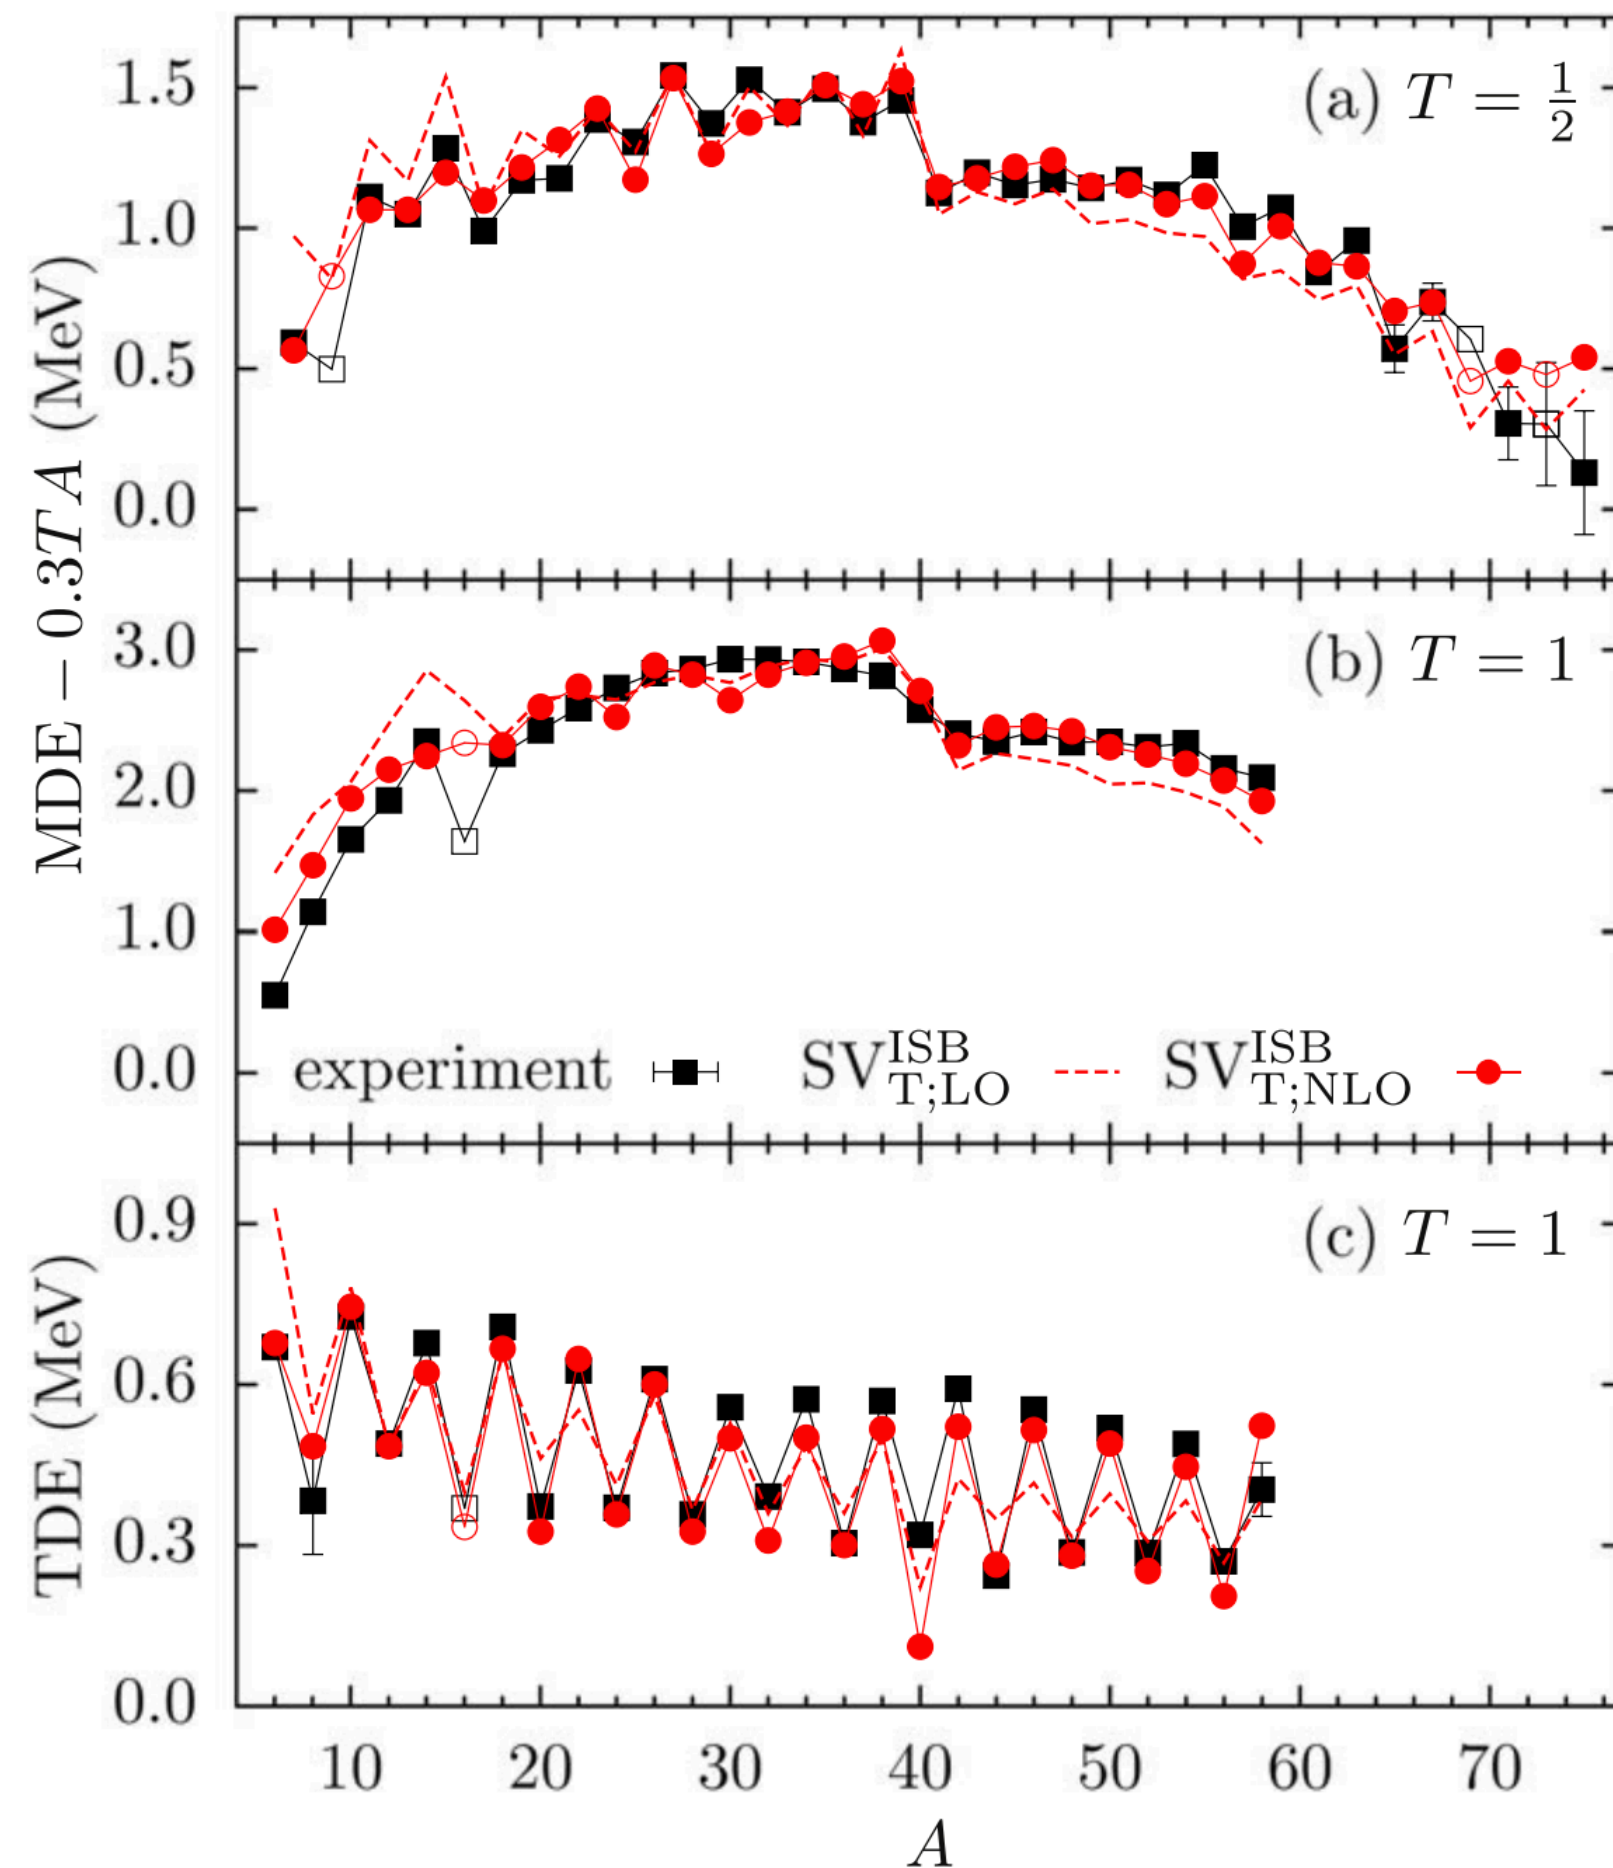 MDE − 0.3TA (MeV)
1.5
1.0
0.5
0.0
(a) T = 1/2
3.0
2.0
1.0
0.0
(b) T = 1
experiment SV^ISB_T;LO SV^ISB_T;NLO
TDE (MeV)
0.9
0.6
0.3
0.0
(c) T = 1
10 20 30 40 50 60 70
A